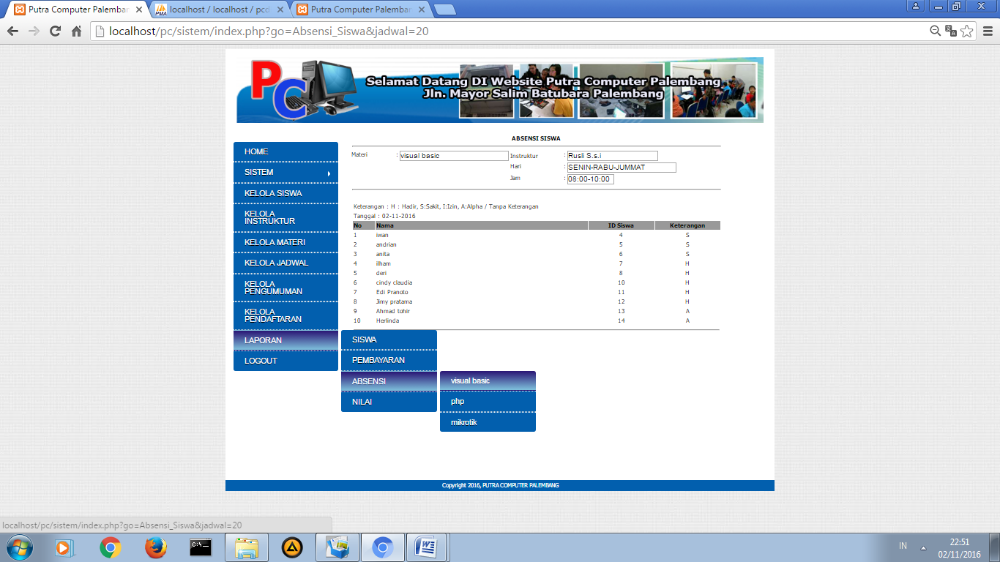 Putra Computer Palembar
localhost / localhost / pcd
Putra Computer Palembar
localhost/pc/sistem/index.php?go=Absensi_Siswa&jadwal=20
PC
Selamat Datang DI Website Putra Computer Palembang
Jln. Mayor Salim Batubara Palembang
HOME
SISTEM
KELOLA SISWA
KELOLA
INSTRUKTUR
KELOLA MATERI
KELOLA JADWAL
KELOLA
PENGUMUMAN
KELOLA
PENDAFTARAN
LAPORAN
LOGOUT
ABSENSI SISWA
Materi : visual basic Instruktur : Rusli S.s.i
Hari : SENIN-RABU-JUMMAT
Jam : 08:00-10:00
Keterangan : H : Hadir, S:Sakit, I:Izin, A:Alpha / Tanpa Keterangan
Tanggal : 02-11-2016
No Nama ID Siswa Keterangan
1 iwan 4 S
2 andrian 5 S
3 anita 6 S
4 ilham 7 H
5 deri 8 H
6 cindy claudia 10 H
7 Edi Pranoto 11 H
8 Jimy pratama 12 H
9 Ahmad tohir 13 A
10 Herlinda 14 A
SISWA
PEMBAYARAN
ABSENSI
NILAI
visual basic
php
mikrotik
Copyright 2016, PUTRA COMPUTER PALEMBANG
localhost/pc/sistem/index.php?go=Absensi_Siswa&jadwal=20
IN
22:51
02/11/2016